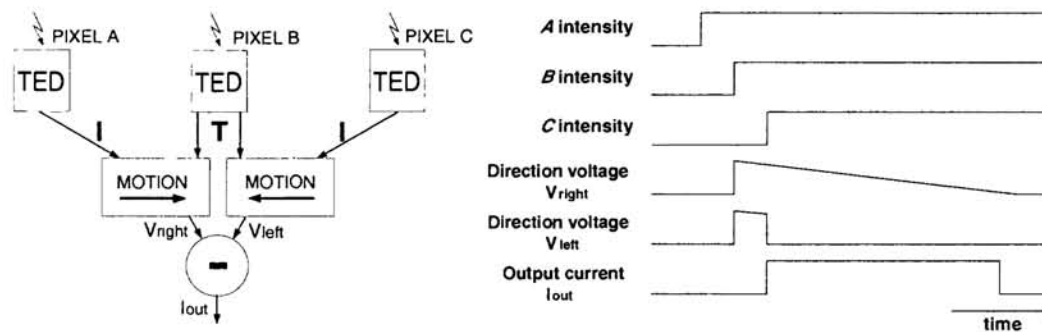 PIXEL A
PIXEL B
PIXEL C
TED
TED
TED
I
T
I
MOTION
MOTION
Vright
Vleft
Iout
A intensity
B intensity
C intensity
Direction voltage
Vright
Direction voltage
Vleft
Output current
Iout
time